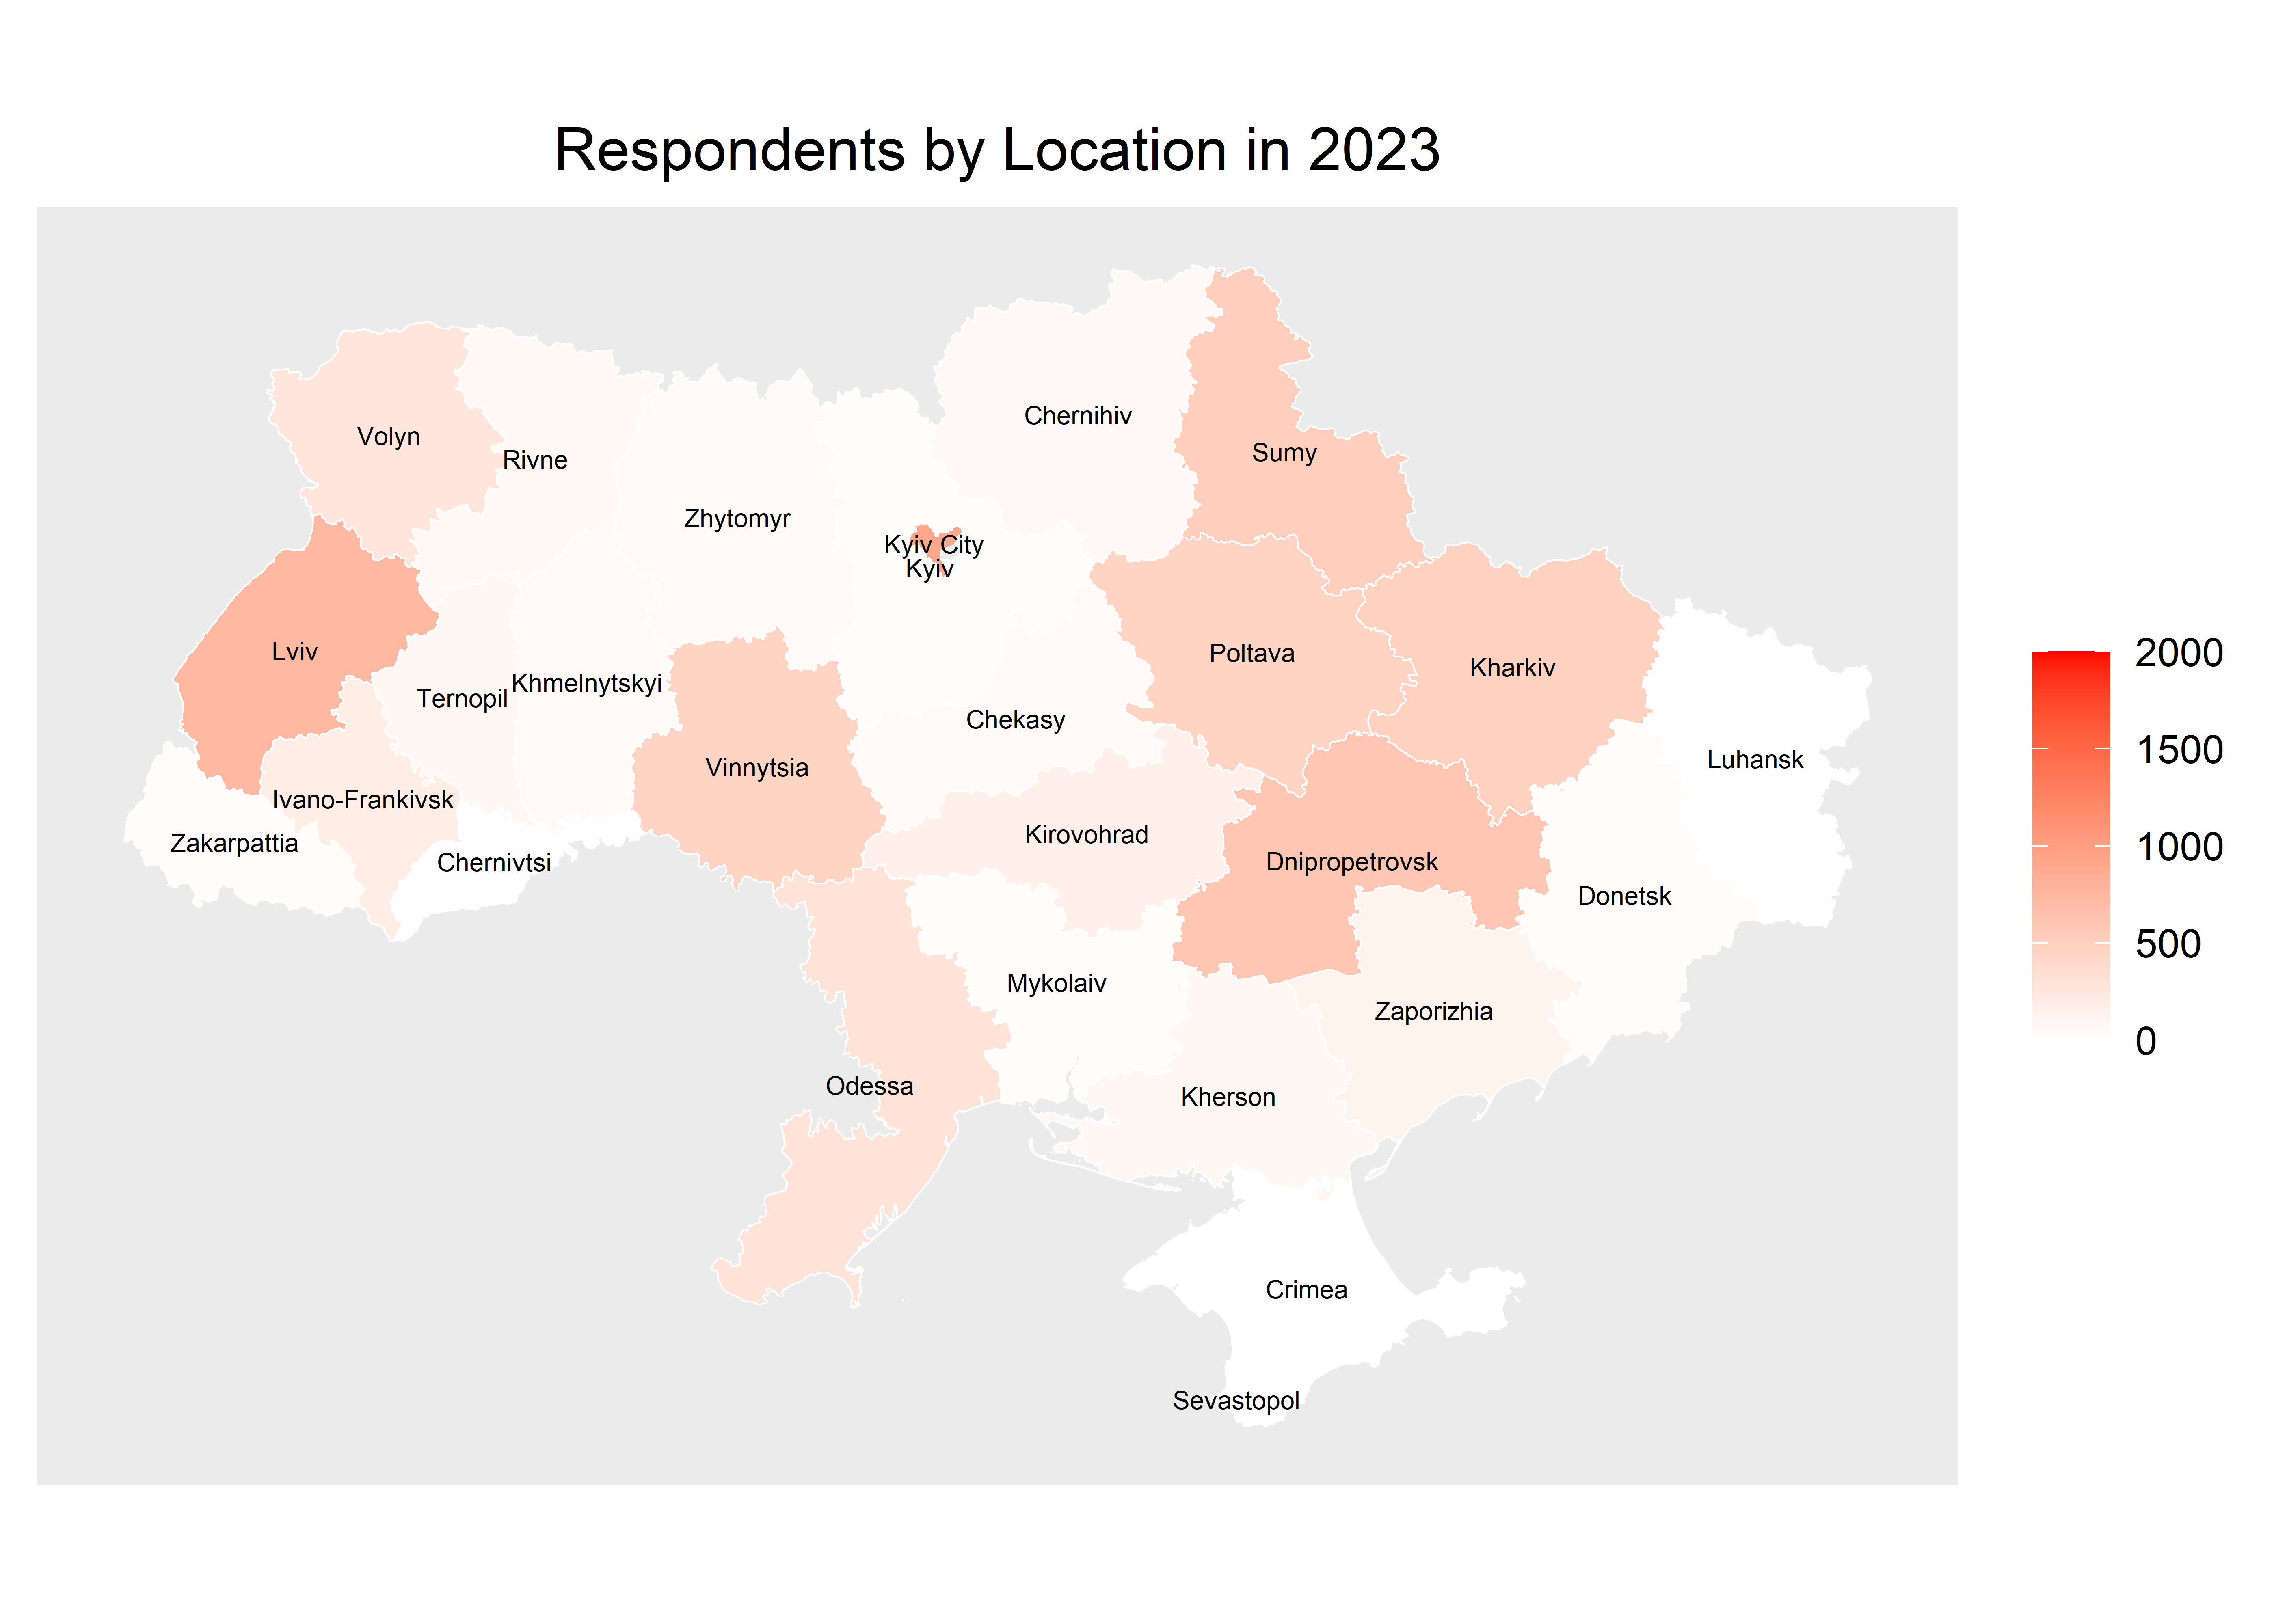 Respondents by Location in 2023
Chernihiv
Volyn
Sumy
Rivne
Zhytomyr
Kyiv City
Kyiv
Lviv
Poltava
Kharkiv
Khmelnytskyi
Ternopil
Chekasy
Luhansk
Vinnytsia
Ivano-Frankivsk
Kirovohrad
Zakarpattia
Chernivtsi
Dnipropetrovsk
Donetsk
Mykolaiv
Zaporizhia
Odessa
Kherson
Crimea
Sevastopol
2000
1500
1000
500
0